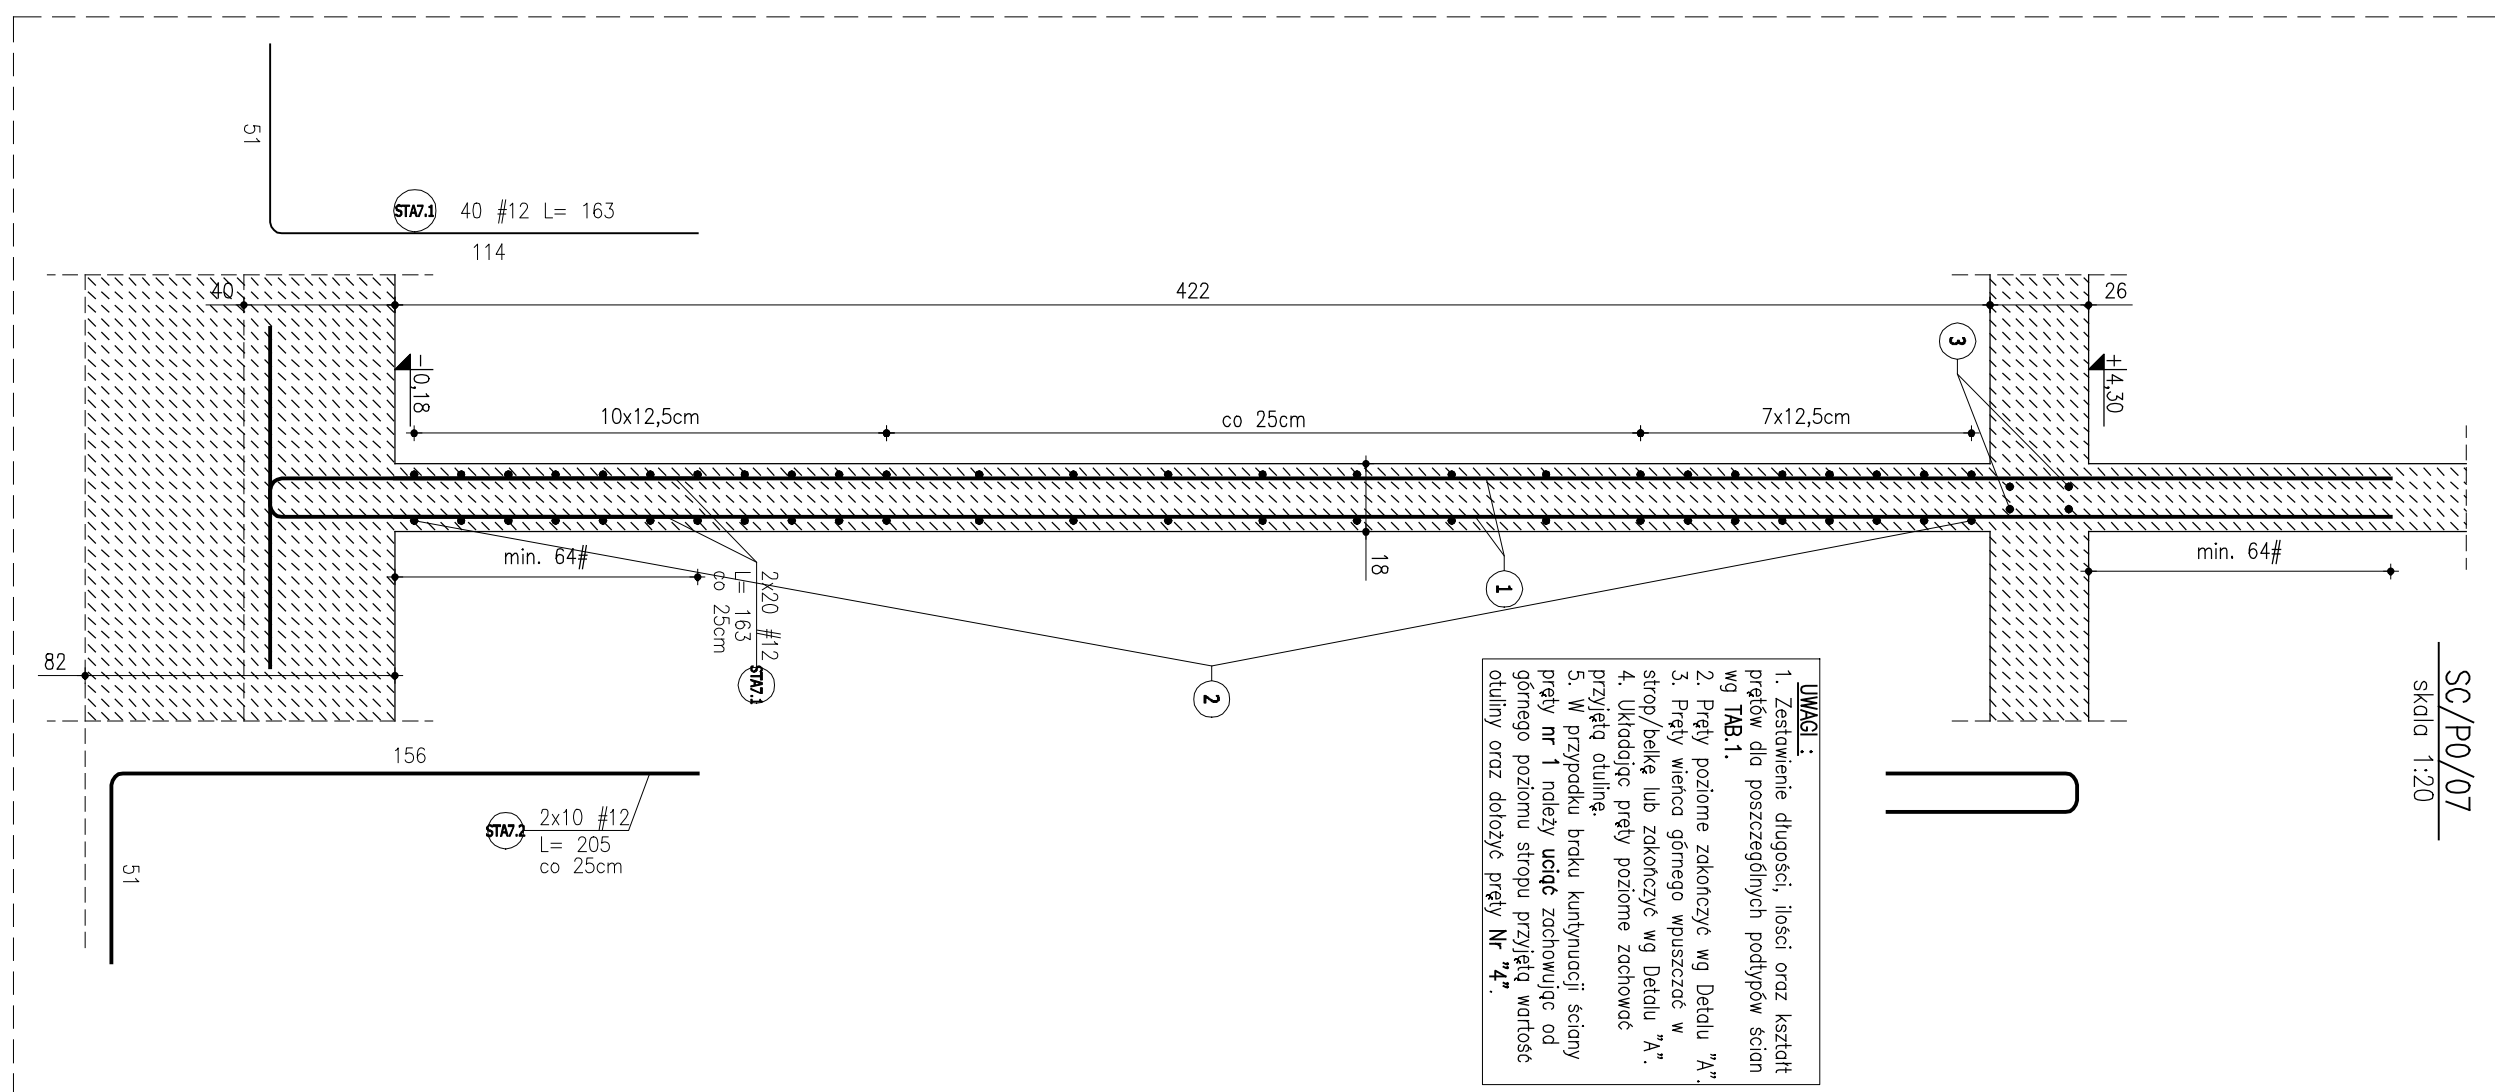 SC/P0/07
skala 1:20
51
STA7.1
40 #12 L= 163
114
40
422
26
-0,18
+4,30
3
10x12,5cm
co 25cm
7x12,5cm
min. 64#
18
1
min. 64#
2x20 #12
L= 163
co 25cm
STA7.1
2
82
156
STA7.2
2x10 #12
L= 205
co 25cm
51
UWAGI :
1. Zestawienie długości, ilości oraz kształt
prętów dla poszczególnych podtypów ścian
wg TAB.1.
2. Pręty poziome zakończyć wg Detalu "A".
3. Pręty wieńca górnego wpuszczać w
strop/belkę lub zakończyć wg Detalu "A".
4. Układając pręty poziome zachować
przyjętą otulinę.
5. W przypadku braku kuntynuacji ściany
pręty nr 1 należy uciąć zachowując od
górnego poziomu stropu przyjętą wartość
otuliny oraz dołożyć pręty Nr "4".